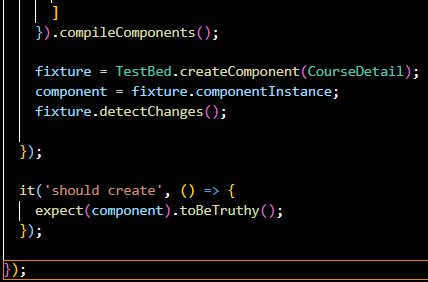 ]
}).compileComponents();
fixture = TestBed.createComponent(CourseDetail);
component = fixture.componentInstance;
fixture.detectChanges();
});
it('should create', () => {
expect(component).toBeTruthy();
});
});